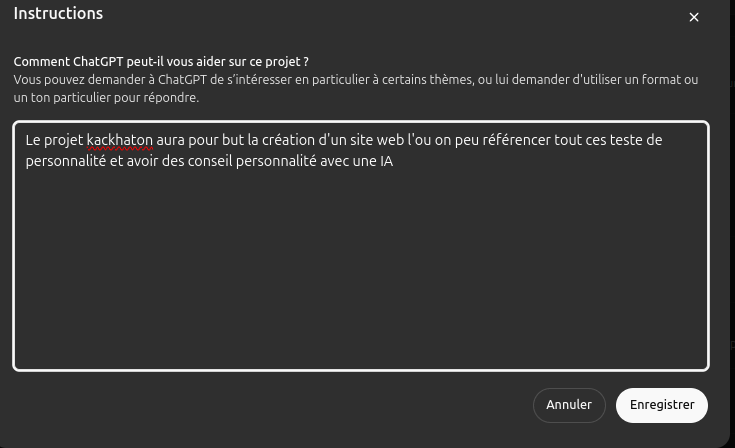 Instructions
Comment ChatGPT peut-il vous aider sur ce projet ?
Vous pouvez demander à ChatGPT de s'intéresser en particulier à certains thèmes, ou lui demander d'utiliser un format ou
un ton particulier pour répondre.
Le projet kackhaton aura pour but la création d'un site web l'ou on peu référencer tout ces teste de
personnalité et avoir des conseil personnalité avec une IA
Annuler Enregistrer